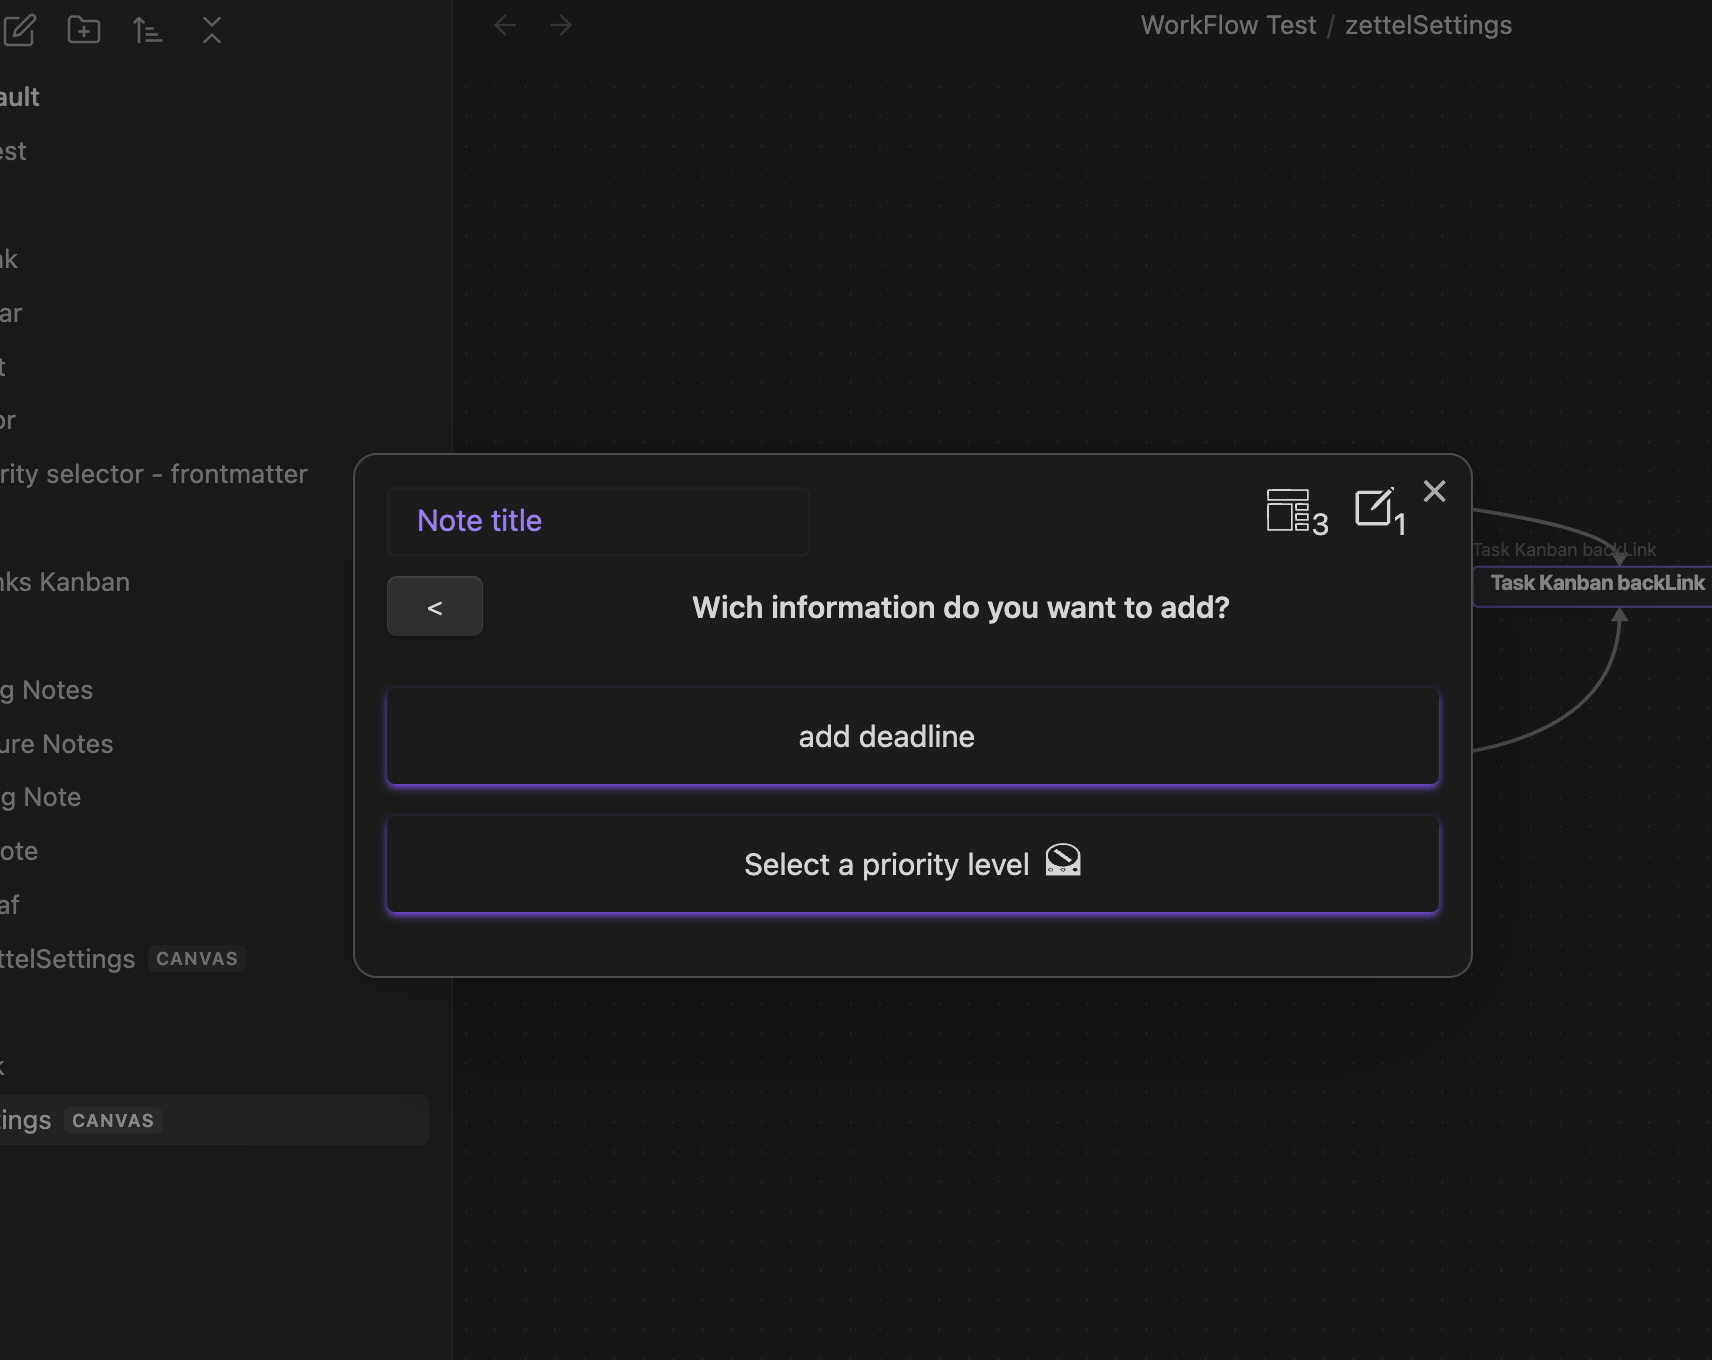 WorkFlow Test / zettelSettings
ault
est
nk
ar
t
or
rity selector - frontmatter
nks Kanban
g Notes
ure Notes
g Note
ote
af
ttelSettings CANVAS
k
tings CANVAS
Note title
3
1
<
Wich information do you want to add?
add deadline
Select a priority level
Task Kanban backLink
Task Kanban backLink